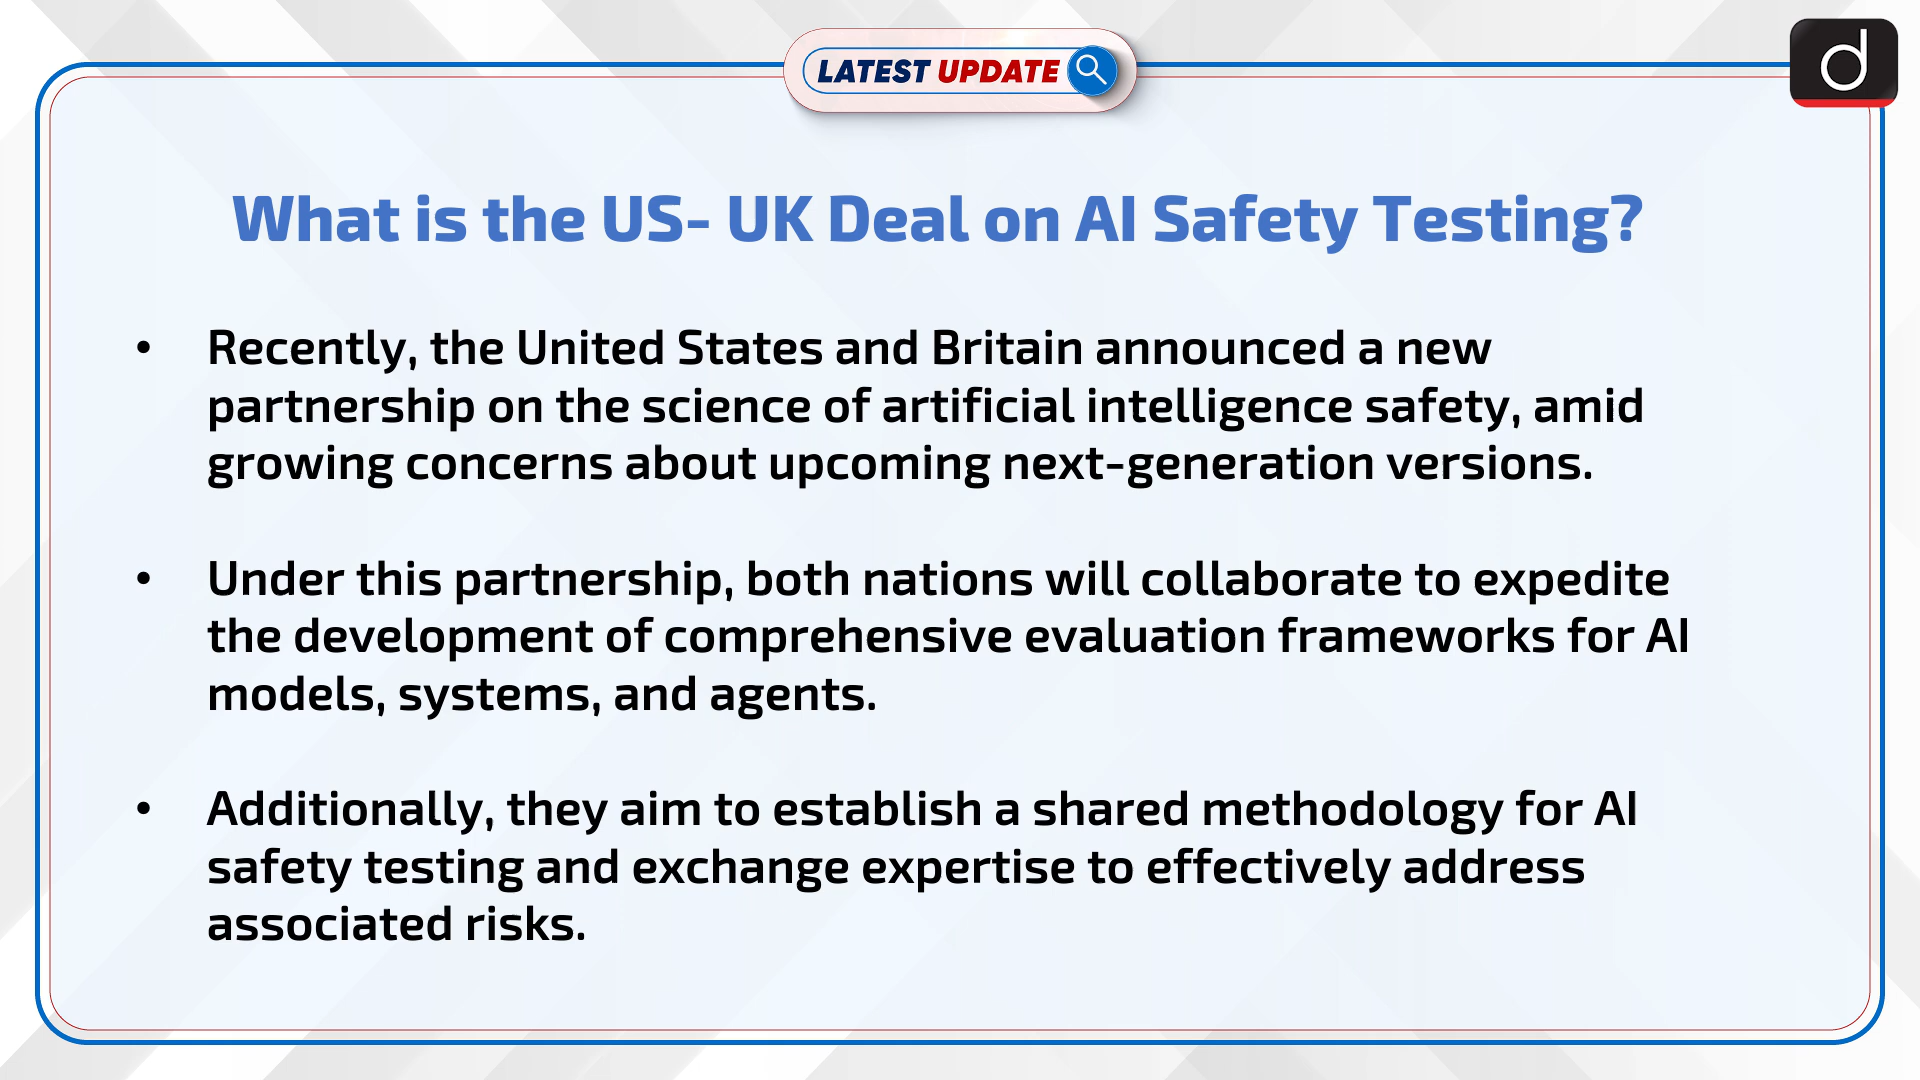 LATEST UPDATE
d
What is the US- UK Deal on AI Safety Testing?
• Recently, the United States and Britain announced a new
partnership on the science of artificial intelligence safety, amid
growing concerns about upcoming next-generation versions.
• Under this partnership, both nations will collaborate to expedite
the development of comprehensive evaluation frameworks for AI
models, systems, and agents.
• Additionally, they aim to establish a shared methodology for AI
safety testing and exchange expertise to effectively address
associated risks.